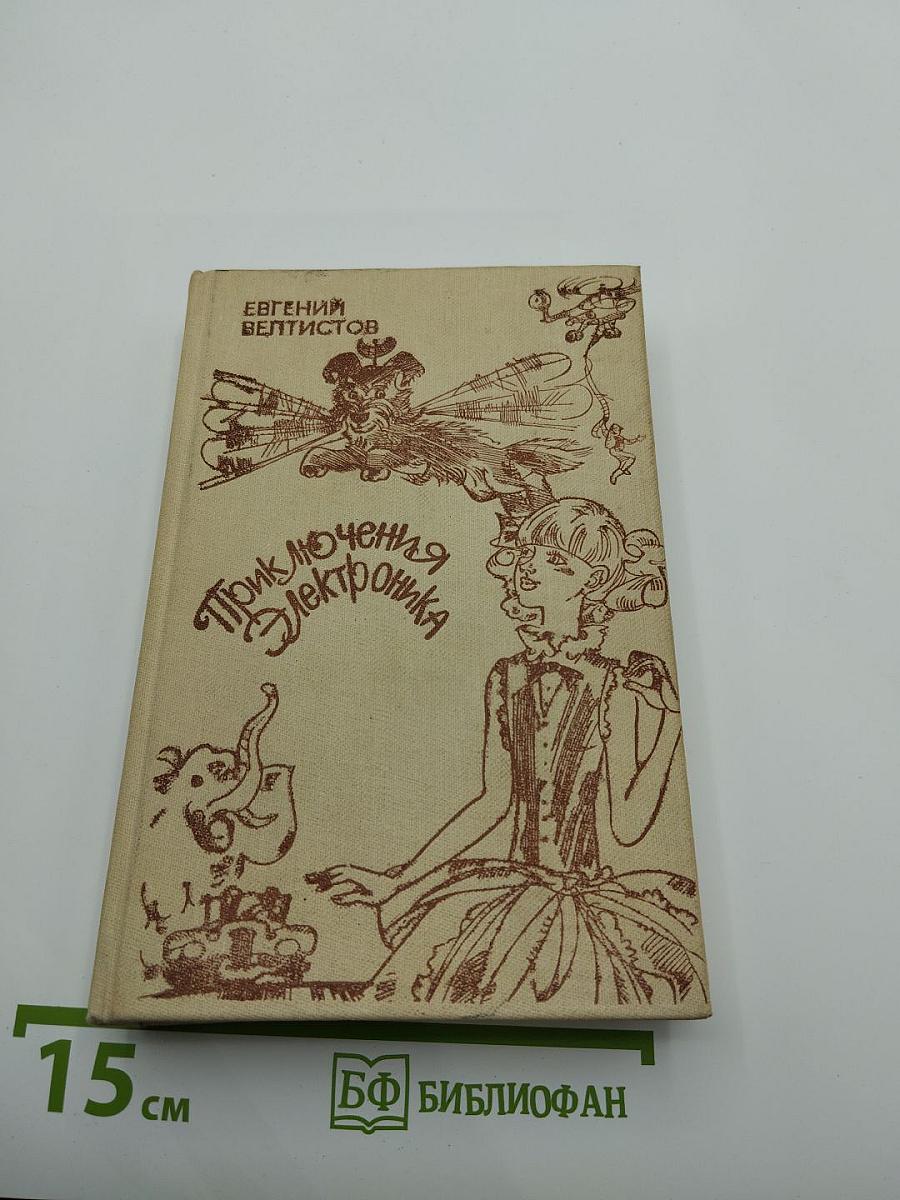 ЕВГЕНИЙ
ВЕЛТИСТОВ
Приключения
Электроника
15 см
БФ БИБЛИОФАН